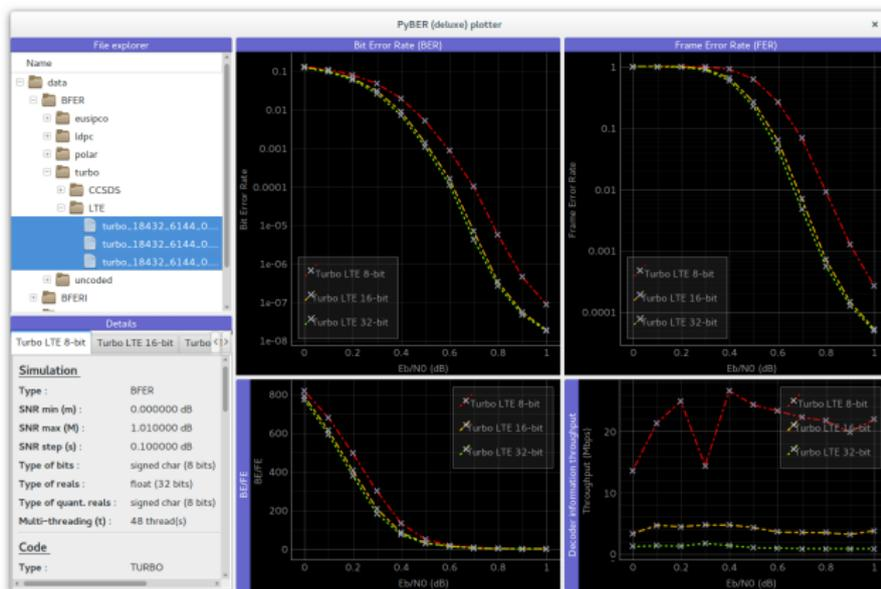 PyBER (deluxe) plotter
File explorer
Name
data
BFER
eusipco
ldpc
polar
turbo
CCSDS
LTE
turbo_18432_6144_0....
turbo_18432_6144_0....
turbo_18432_6144_0....
uncoded
BFERI
Details
Turbo LTE 8-bit Turbo LTE 16-bit Turbo
Simulation
Type : BFER
SNR min (m) : 0.000000 dB
SNR max (M) : 1.010000 dB
SNR step (s) : 0.100000 dB
Type of bits : signed char (8 bits)
Type of reals : float (32 bits)
Type of quant. reals : signed char (8 bits)
Multi-threading (t) : 48 thread(s)
Code
Type : TURBO
Bit Error Rate (BER)
Bit Error Rate
0.1
0.01
0.001
0.0001
1e-05
1e-06
1e-07
1e-08
Turbo LTE 8-bit
Turbo LTE 16-bit
Turbo LTE 32-bit
0 0.2 0.4 0.6 0.8 1
Eb/N0 (dB)
Frame Error Rate (FER)
Frame Error Rate
1
0.1
0.01
0.001
0.0001
Turbo LTE 8-bit
Turbo LTE 16-bit
Turbo LTE 32-bit
0 0.2 0.4 0.6 0.8 1
Eb/N0 (dB)
BE/FE
BE/FE
800
600
400
200
0
Turbo LTE 8-bit
Turbo LTE 16-bit
Turbo LTE 32-bit
0 0.2 0.4 0.6 0.8 1
Eb/N0 (dB)
Decoder information throughput
Throughput (Mbps)
20
10
0
Turbo LTE 8-bit
Turbo LTE 16-bit
Turbo LTE 32-bit
0 0.2 0.4 0.6 0.8 1
Eb/N0 (dB)